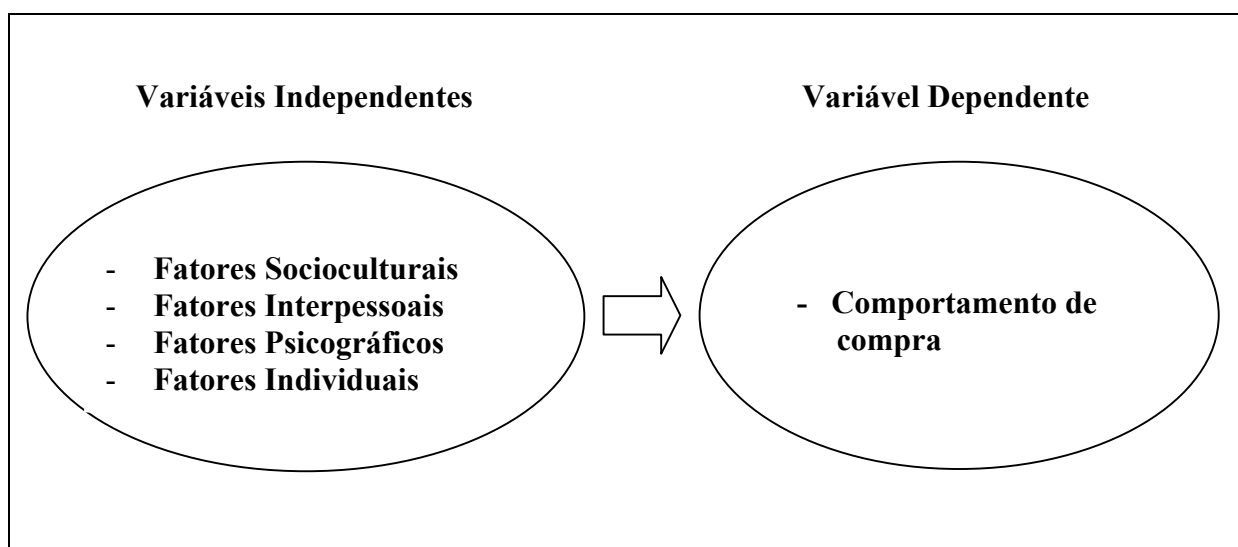 Variáveis Independentes
Variável Dependente
- Fatores Socioculturais
- Fatores Interpessoais
- Fatores Psicográficos
- Fatores Individuais
- Comportamento de
compra